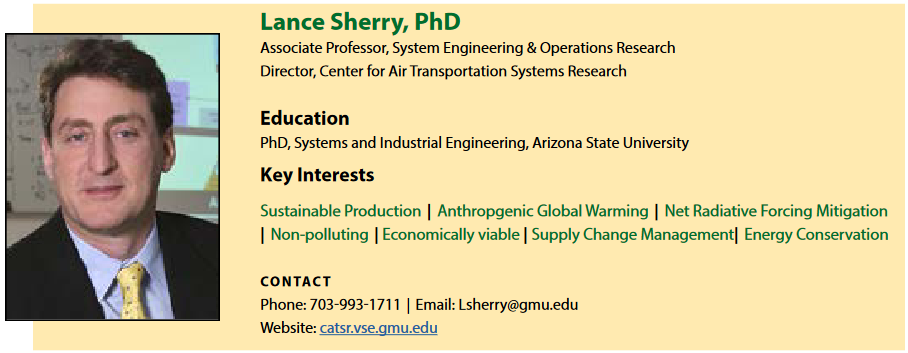 Lance Sherry, PhD
Associate Professor, System Engineering & Operations Research
Director, Center for Air Transportation Systems Research
Education
PhD, Systems and Industrial Engineering, Arizona State University
Key Interests
Sustainable Production | Anthropgenic Global Warming | Net Radiative Forcing Mitigation
| Non-polluting | Economically viable | Supply Change Management| Energy Conservation
CONTACT
Phone: 703-993-1711 | Email: Lsherry@gmu.edu
Website: catsr.vse.gmu.edu